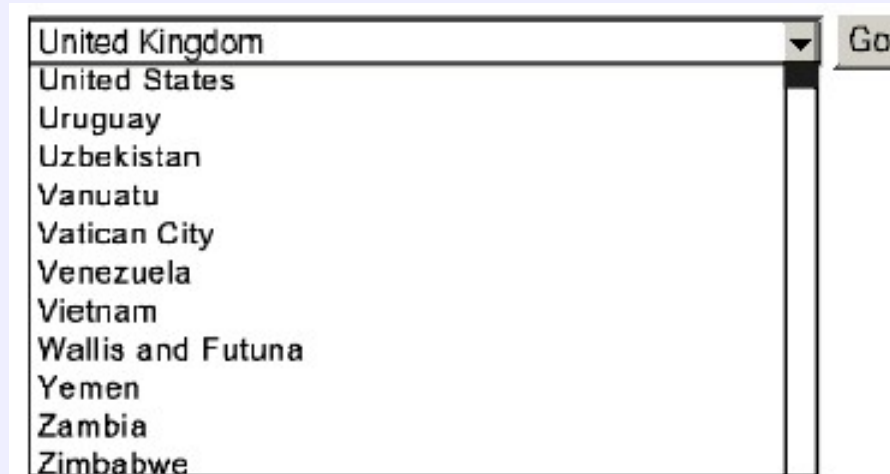 United Kingdom
Go
United States
Uruguay
Uzbekistan
Vanuatu
Vatican City
Venezuela
Vietnam
Wallis and Futuna
Yemen
Zambia
Zimbabwe